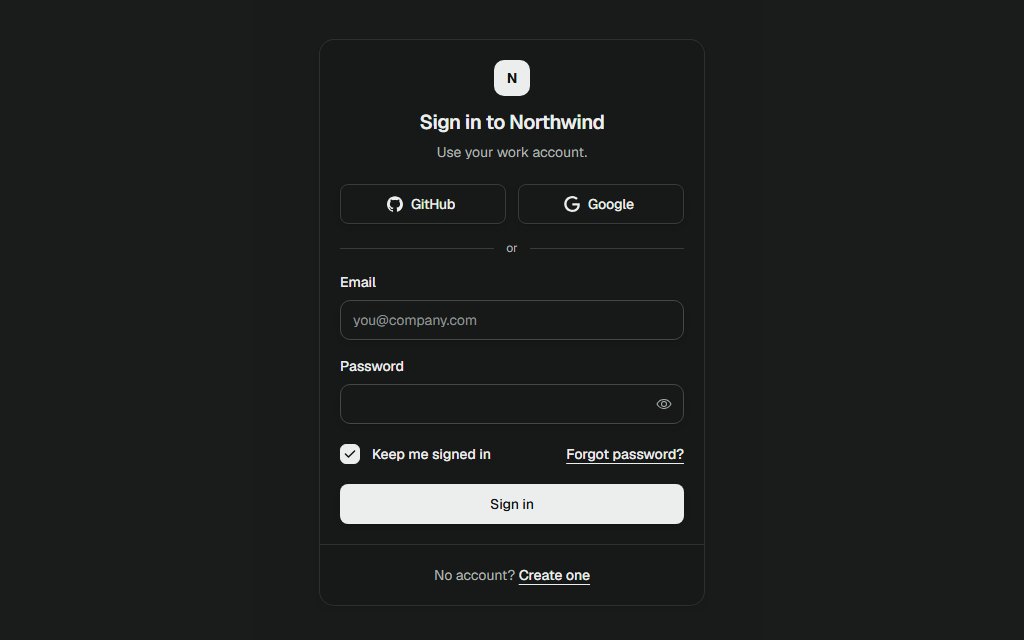 N
Sign in to Northwind
Use your work account.
GitHub Google
or
Email
you@company.com
Password
Keep me signed in Forgot password?
Sign in
No account? Create one